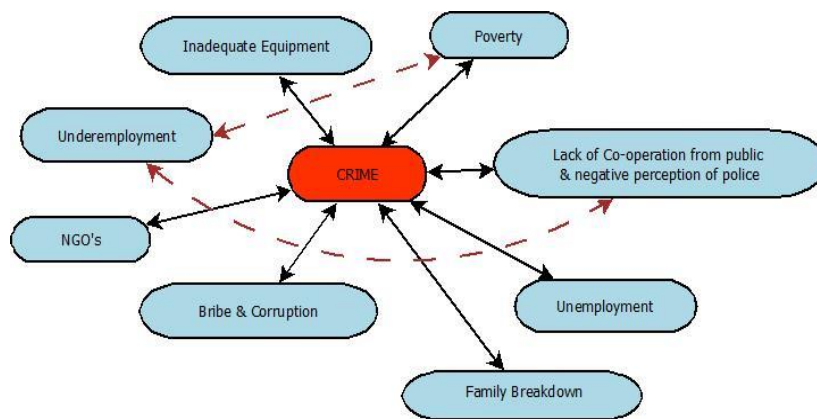 Inadequate Equipment
Poverty
Underemployment
CRIME
Lack of Co-operation from public
& negative perception of police
NGO's
Bribe & Corruption
Unemployment
Family Breakdown